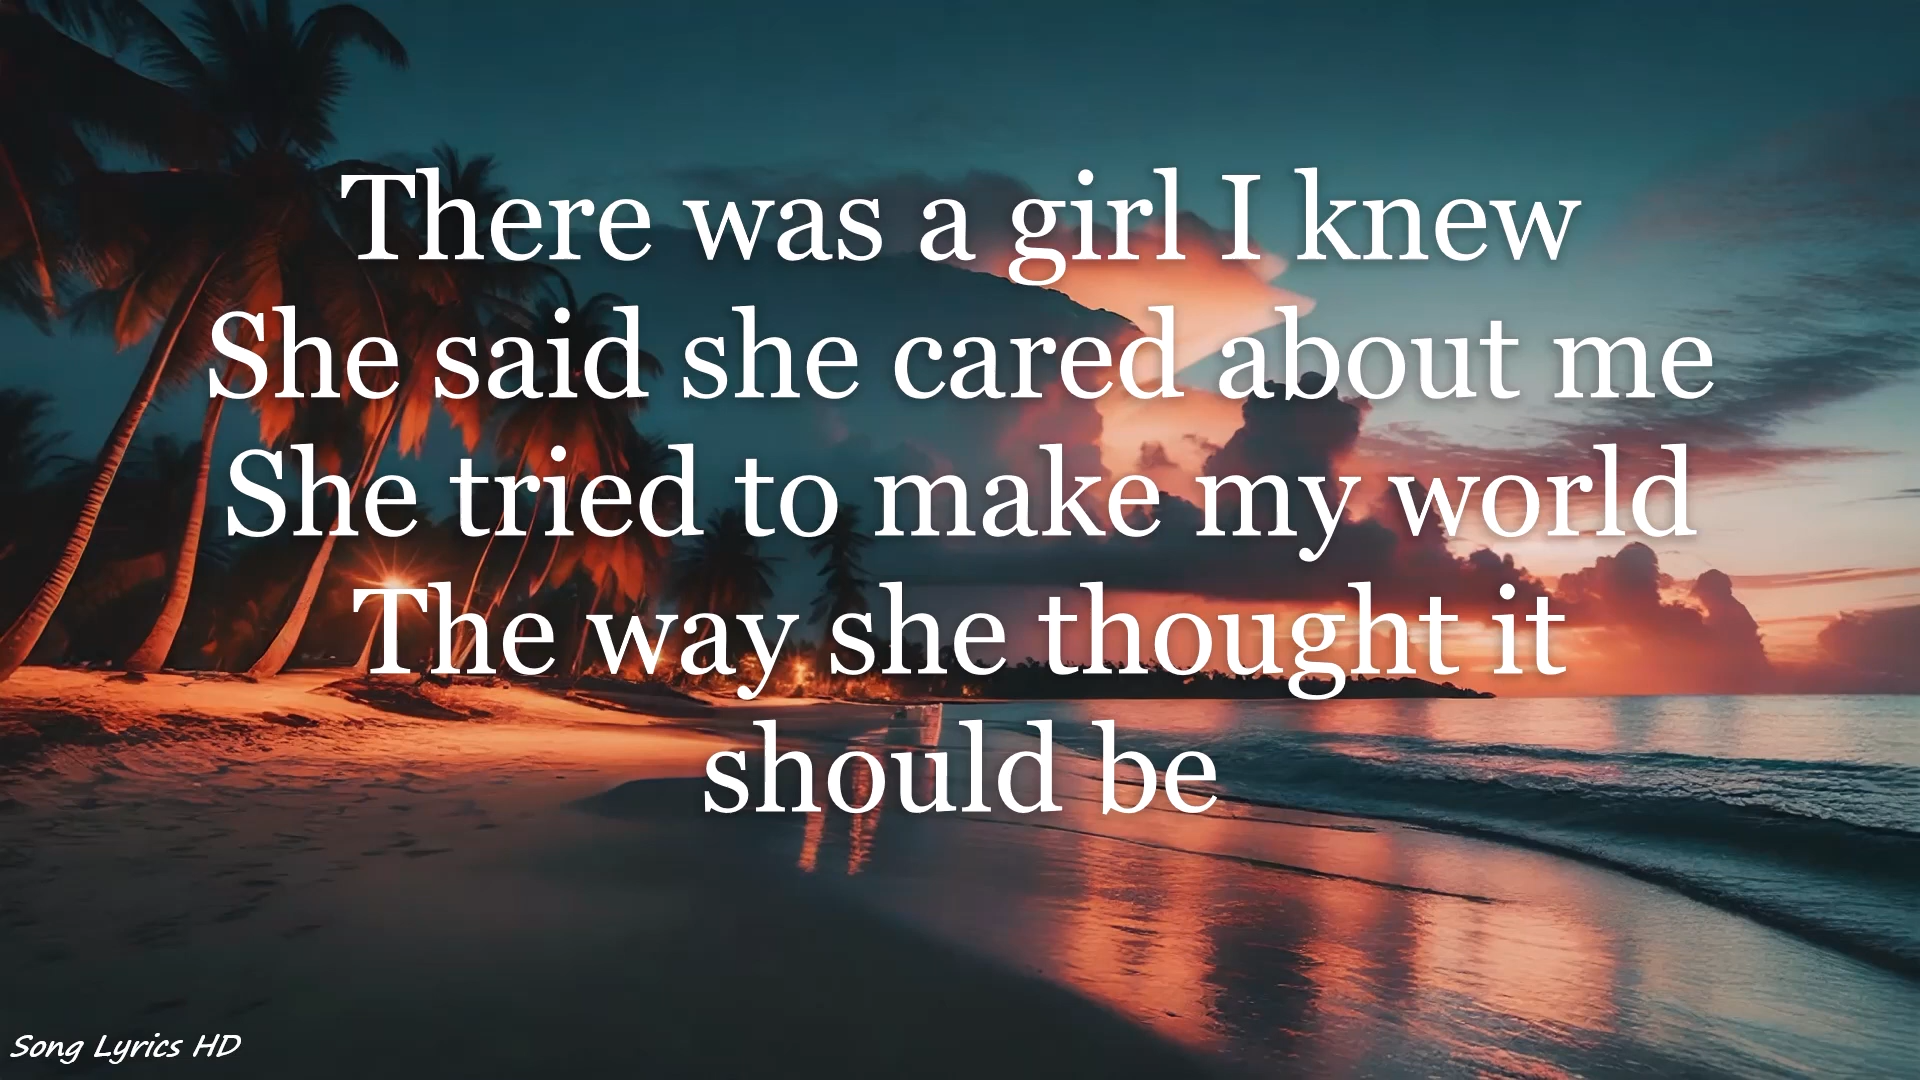 There was a girl I knew
She said she cared about me
She tried to make my world
The way she thought it
should be
Song Lyrics HD